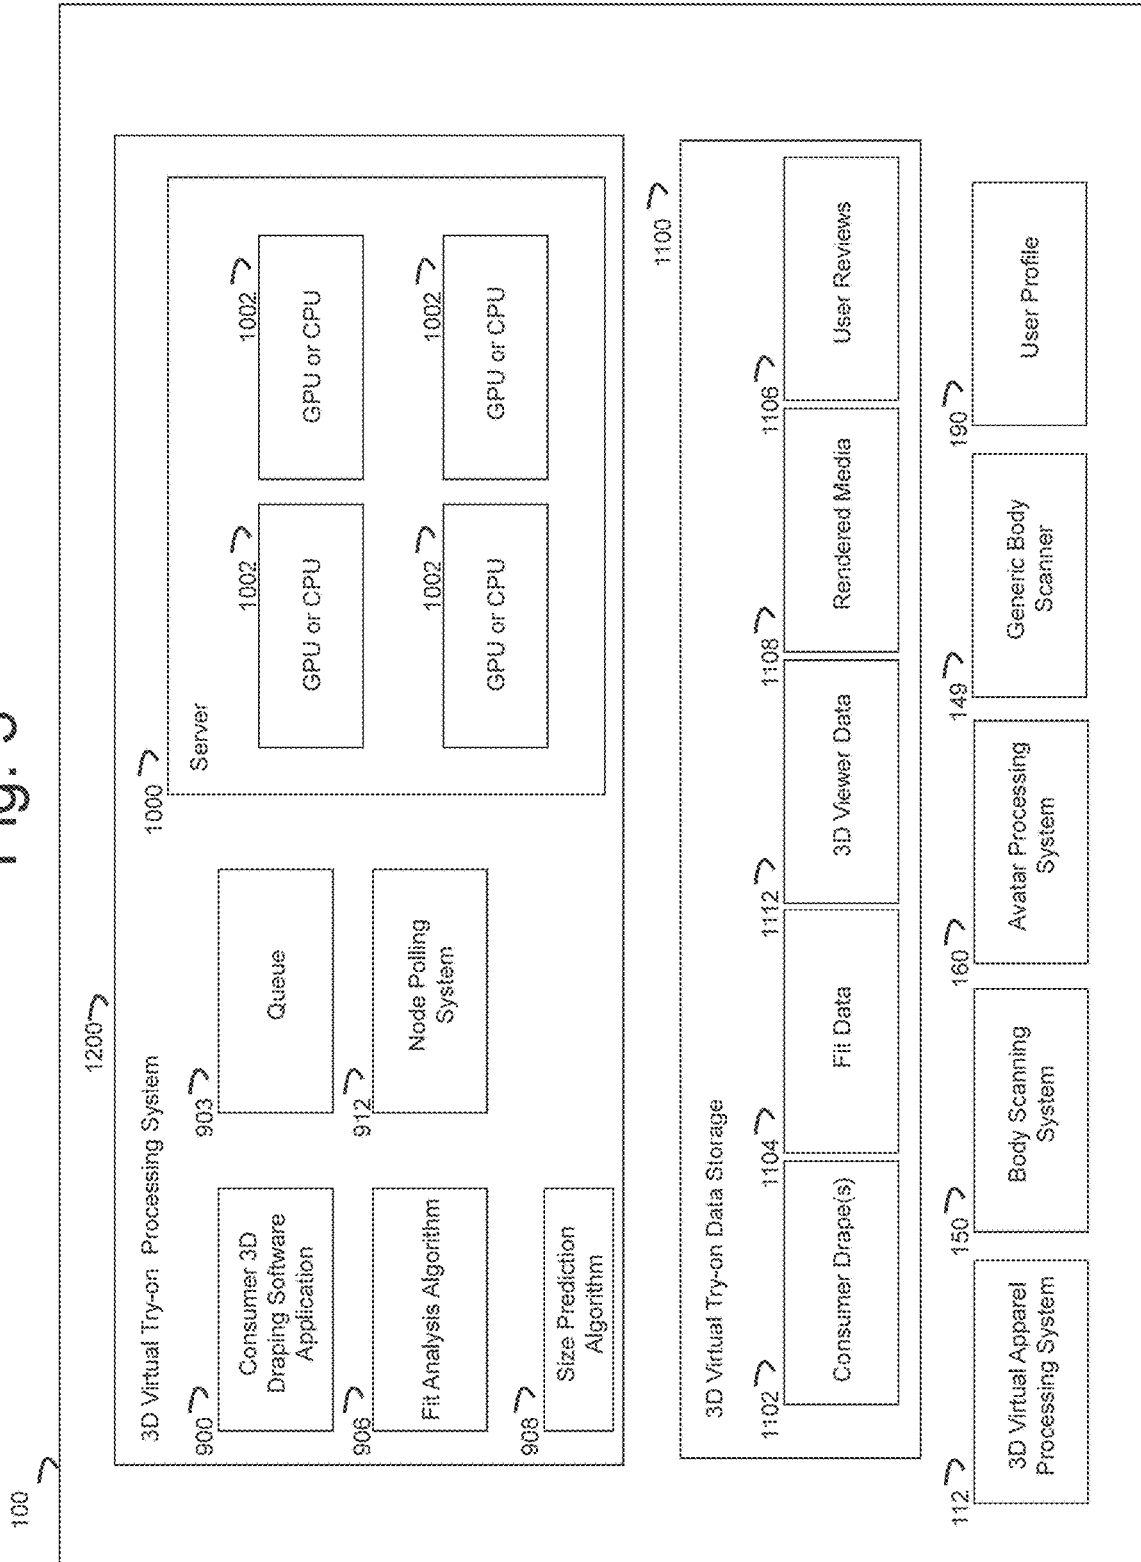 100
1200
3D Virtual Try-on Processing System
900
Consumer 3D
Draping Software
Application
903
Queue
906
Fit Analysis Algorithm
912
Node Polling
System
908
Size Prediction
Algorithm
1000
Server
1002
GPU or CPU
1002
GPU or CPU
1002
GPU or CPU
1002
GPU or CPU
1100
3D Virtual Try-on Data Storage
1102
Consumer Drape(s)
1104
Fit Data
1112
3D Viewer Data
1108
Rendered Media
1106
User Reviews
112
3D Virtual Apparel
Processing System
150
Body Scanning
System
160
Avatar Processing
System
149
Generic Body
Scanner
190
User Profile